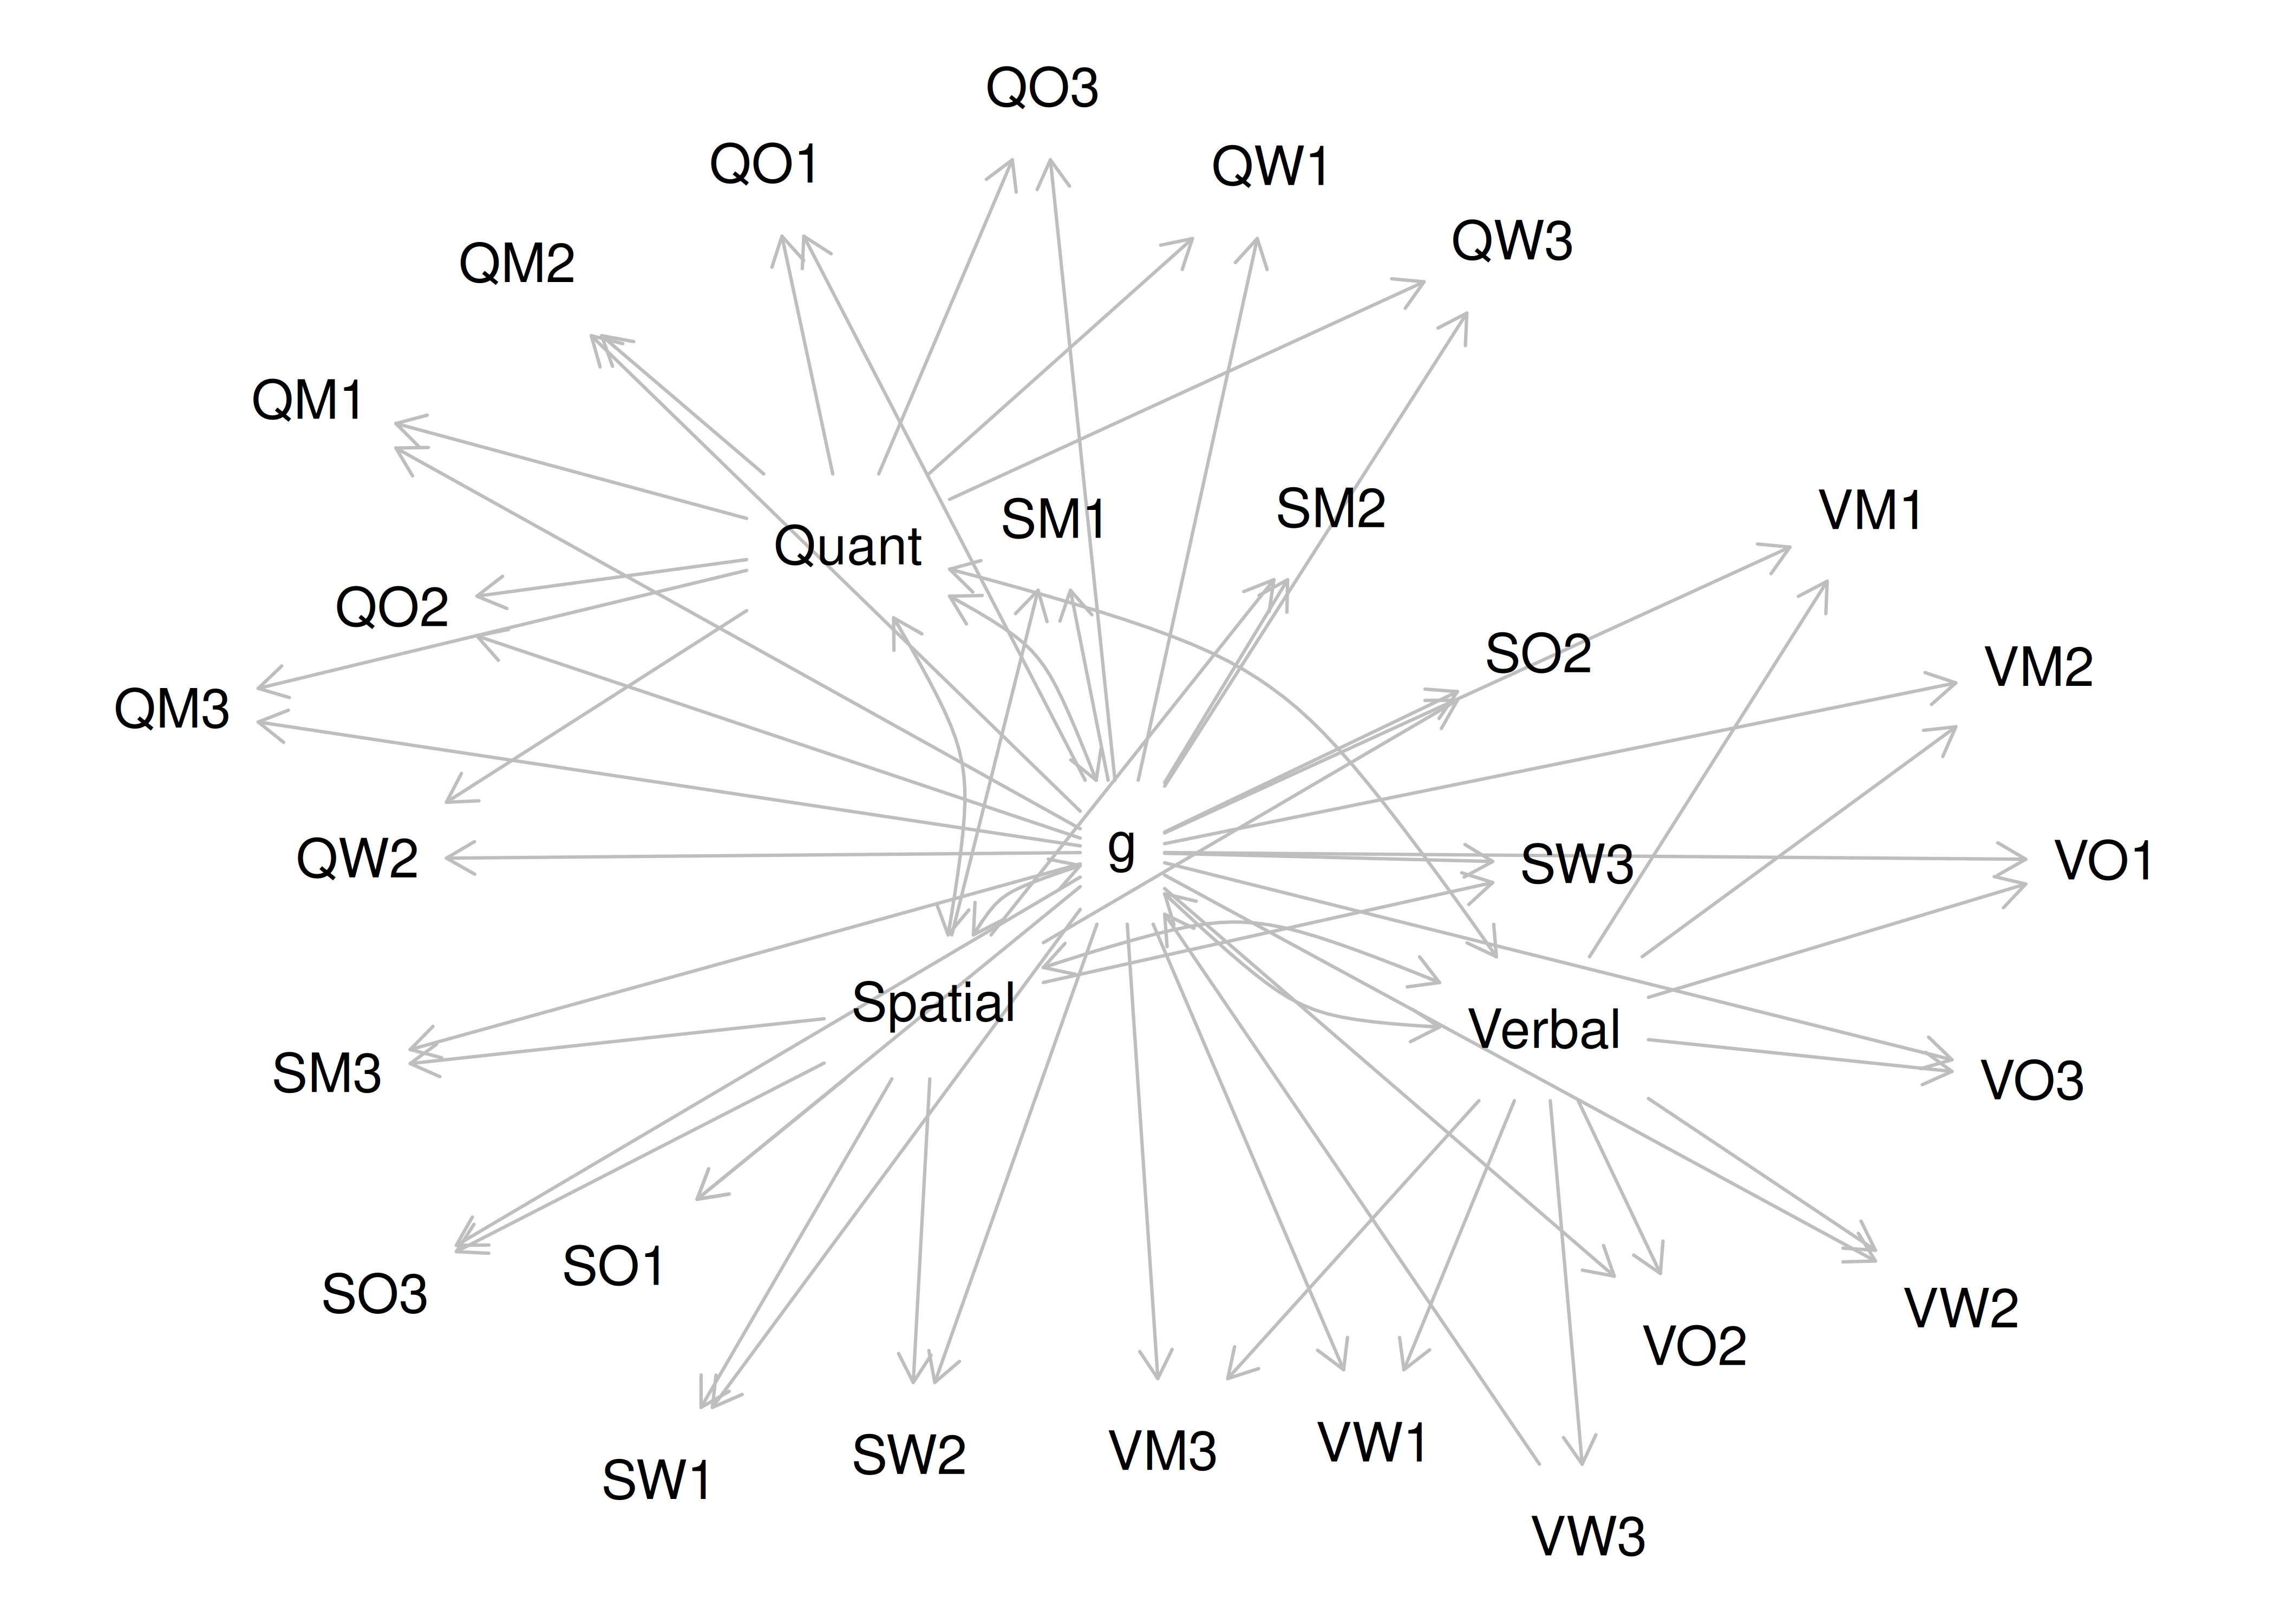 QO3
QO1
QW1
QW3
QM2
QM1
SM2
VM1
SM1
Quant
QO2
SO2
VM2
QM3
g
QW2
SW3
VO1
Spatial
Verbal
SM3
VO3
SO1
SO3
VW2
VO2
VW1
VM3
SW2
SW1
VW3